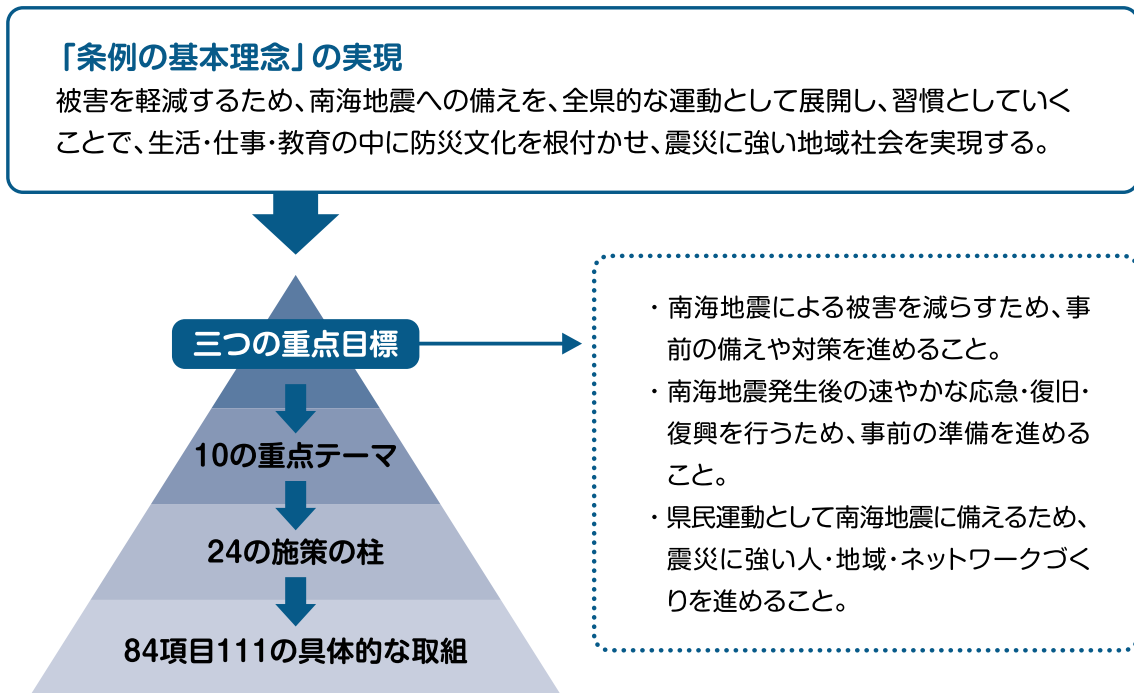 「条例の基本理念」の実現
被害を軽減するため、南海地震への備えを、全県的な運動として展開し、習慣としていく
ことで、生活・仕事・教育の中に防災文化を根付かせ、震災に強い地域社会を実現する。
三つの重点目標
10の重点テーマ
24の施策の柱
84項目111の具体的な取組
・南海地震による被害を減らすため、事
前の備えや対策を進めること。
・南海地震発生後の速やかな応急・復旧・
復興を行うため、事前の準備を進める
こと。
・県民運動として南海地震に備えるため、
震災に強い人・地域・ネットワークづく
りを進めること。